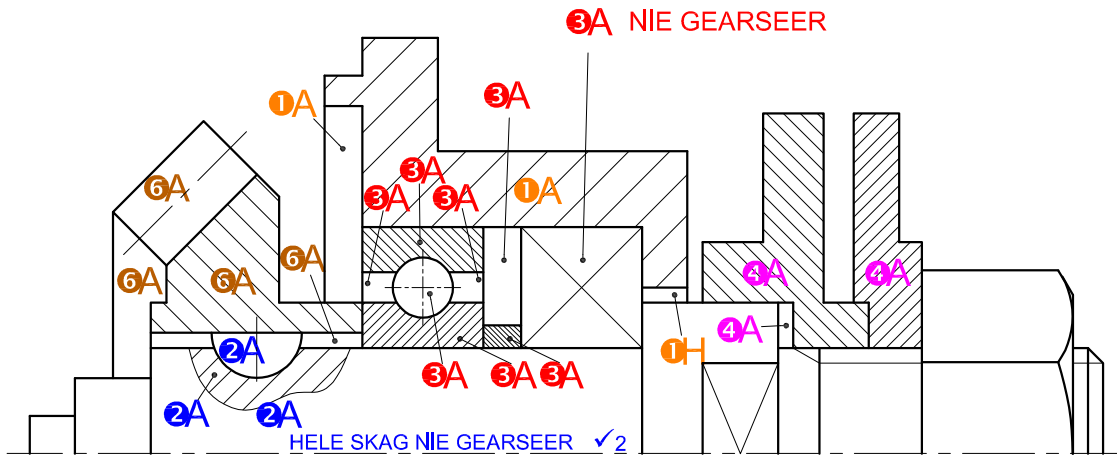 ❸A NIE GEARSEER
❸A
❶A
❸A
❸A
❸A
❶A
❻A
❻A
❻A
❻A
❹A
❹A
❹A
❷A
❶H
❸A
❸A
❸A
❷A
❷A
HELE SKAG NIE GEARSEER ✓2